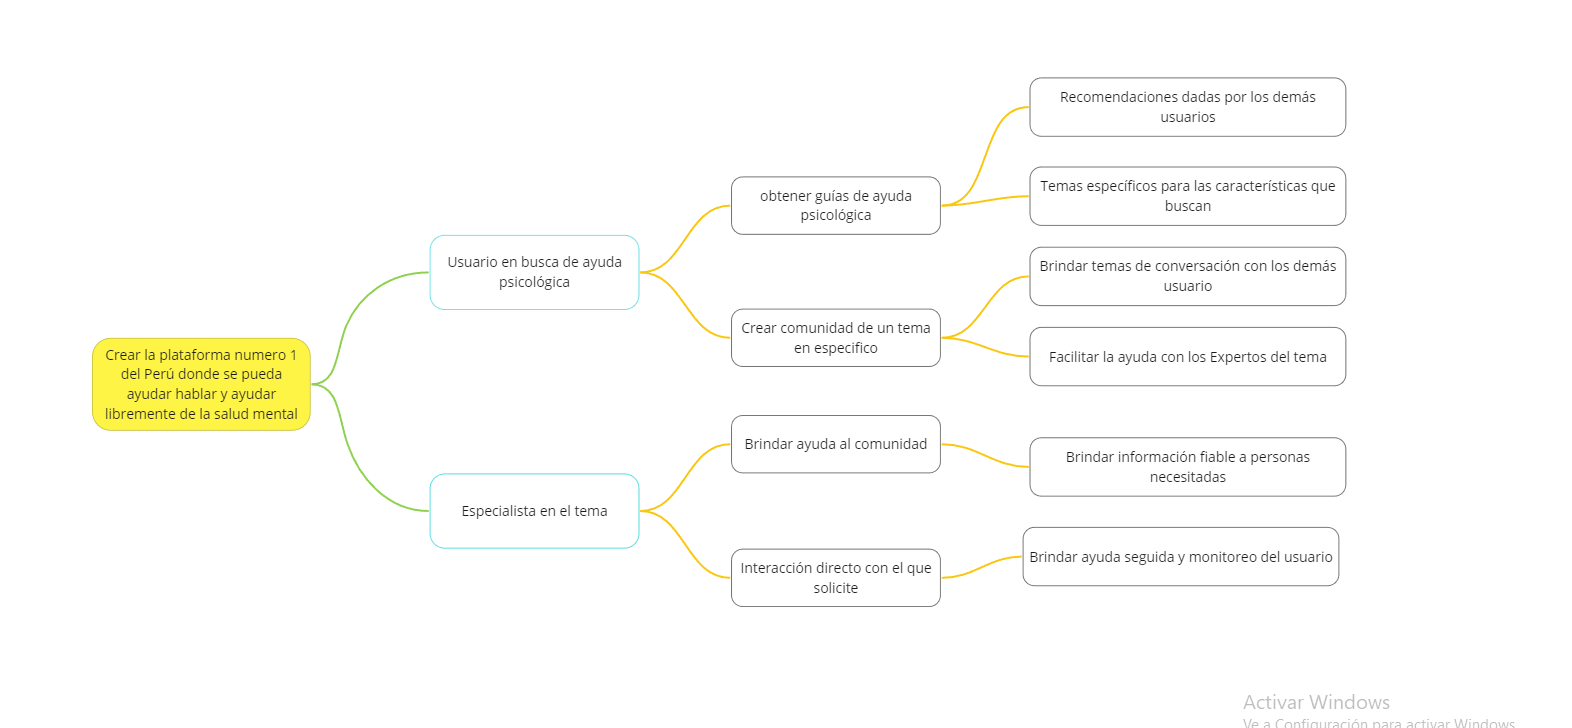 Crear la plataforma numero 1
del Perú donde se pueda
ayudar hablar y ayudar
libremente de la salud mental
Usuario en busca de ayuda
psicológica
obtener guías de ayuda
psicológica
Recomendaciones dadas por los demás
usuarios
Temas específicos para las características que
buscan
Crear comunidad de un tema
en especifico
Brindar temas de conversación con los demás
usuario
Facilitar la ayuda con los Expertos del tema
Especialista en el tema
Brindar ayuda al comunidad
Brindar información fiable a personas
necesitadas
Interacción directo con el que
solicite
Brindar ayuda seguida y monitoreo del usuario
Activar Windows
Ve a Configuración para activar Windows